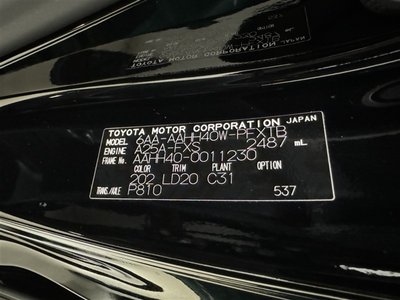 TOYOTA MOTOR CORPORATION JAPAN
MODEL 6AA-AAHH40W-PFXTB
ENGINE A25A-FXS 2487 mL
FRAME No. AAHH40-0011230
COLOR TRIM PLANT OPTION
202 LD20 C31
TRANS./AXLE P810 537